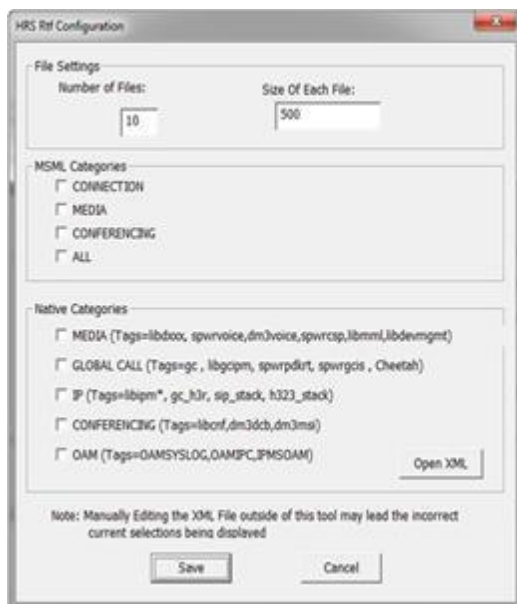 HRS Rtf Configuration
File Settings
Number of Files:
Size Of Each File:
10
500
MSML Categories
CONNECTION
MEDIA
CONFERENCING
ALL
Native Categories
MEDIA (Tags=libdxxx, spwrvoice,dm3voice,spwrcsp,libmml,libdevmgmt)
GLOBAL CALL (Tags=gc , libgcipm, spwrpdkrt, spwrgcis , Cheetah)
IP (Tags=libipm*, gc_h3r, sip_stack, h323_stack)
CONFERENCING (Tags=libcnf,dm3dcb,dm3msi)
OAM (Tags=OAMSYSLOG,OAMIPC,IPMSOAM)
Open XML
Note: Manually Editing the XML File outside of this tool may lead the incorrect
current selections being displayed
Save
Cancel